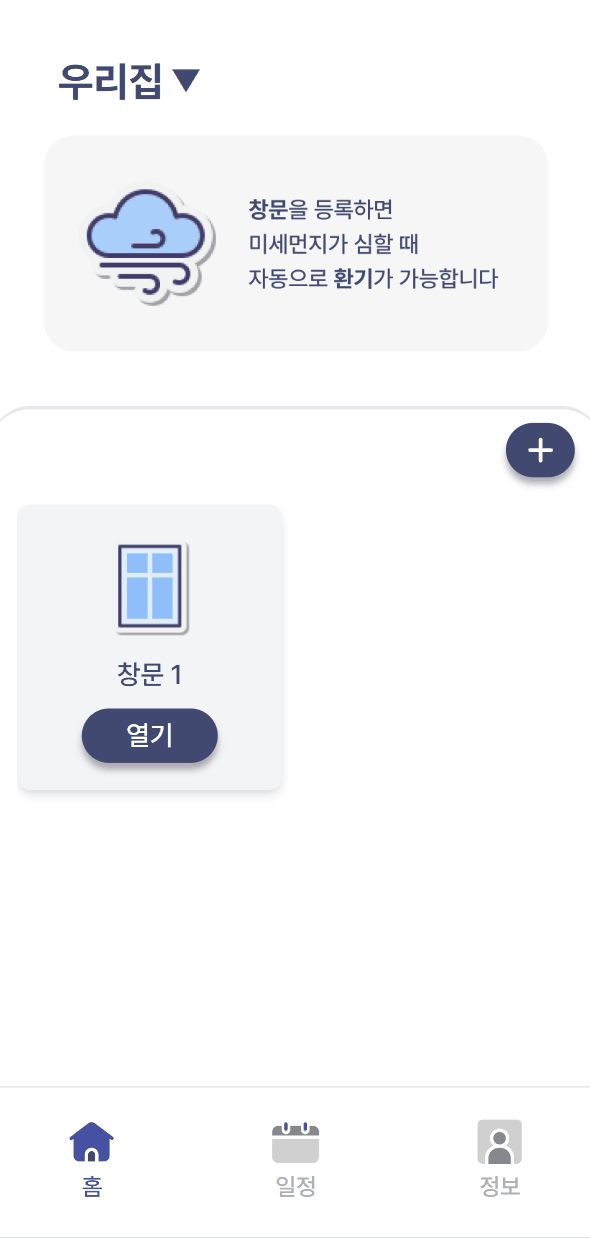 우리집 ▼
창문을 등록하면
미세먼지가 심할 때
자동으로 환기가 가능합니다
창문 1
열기
홈
일정
정보